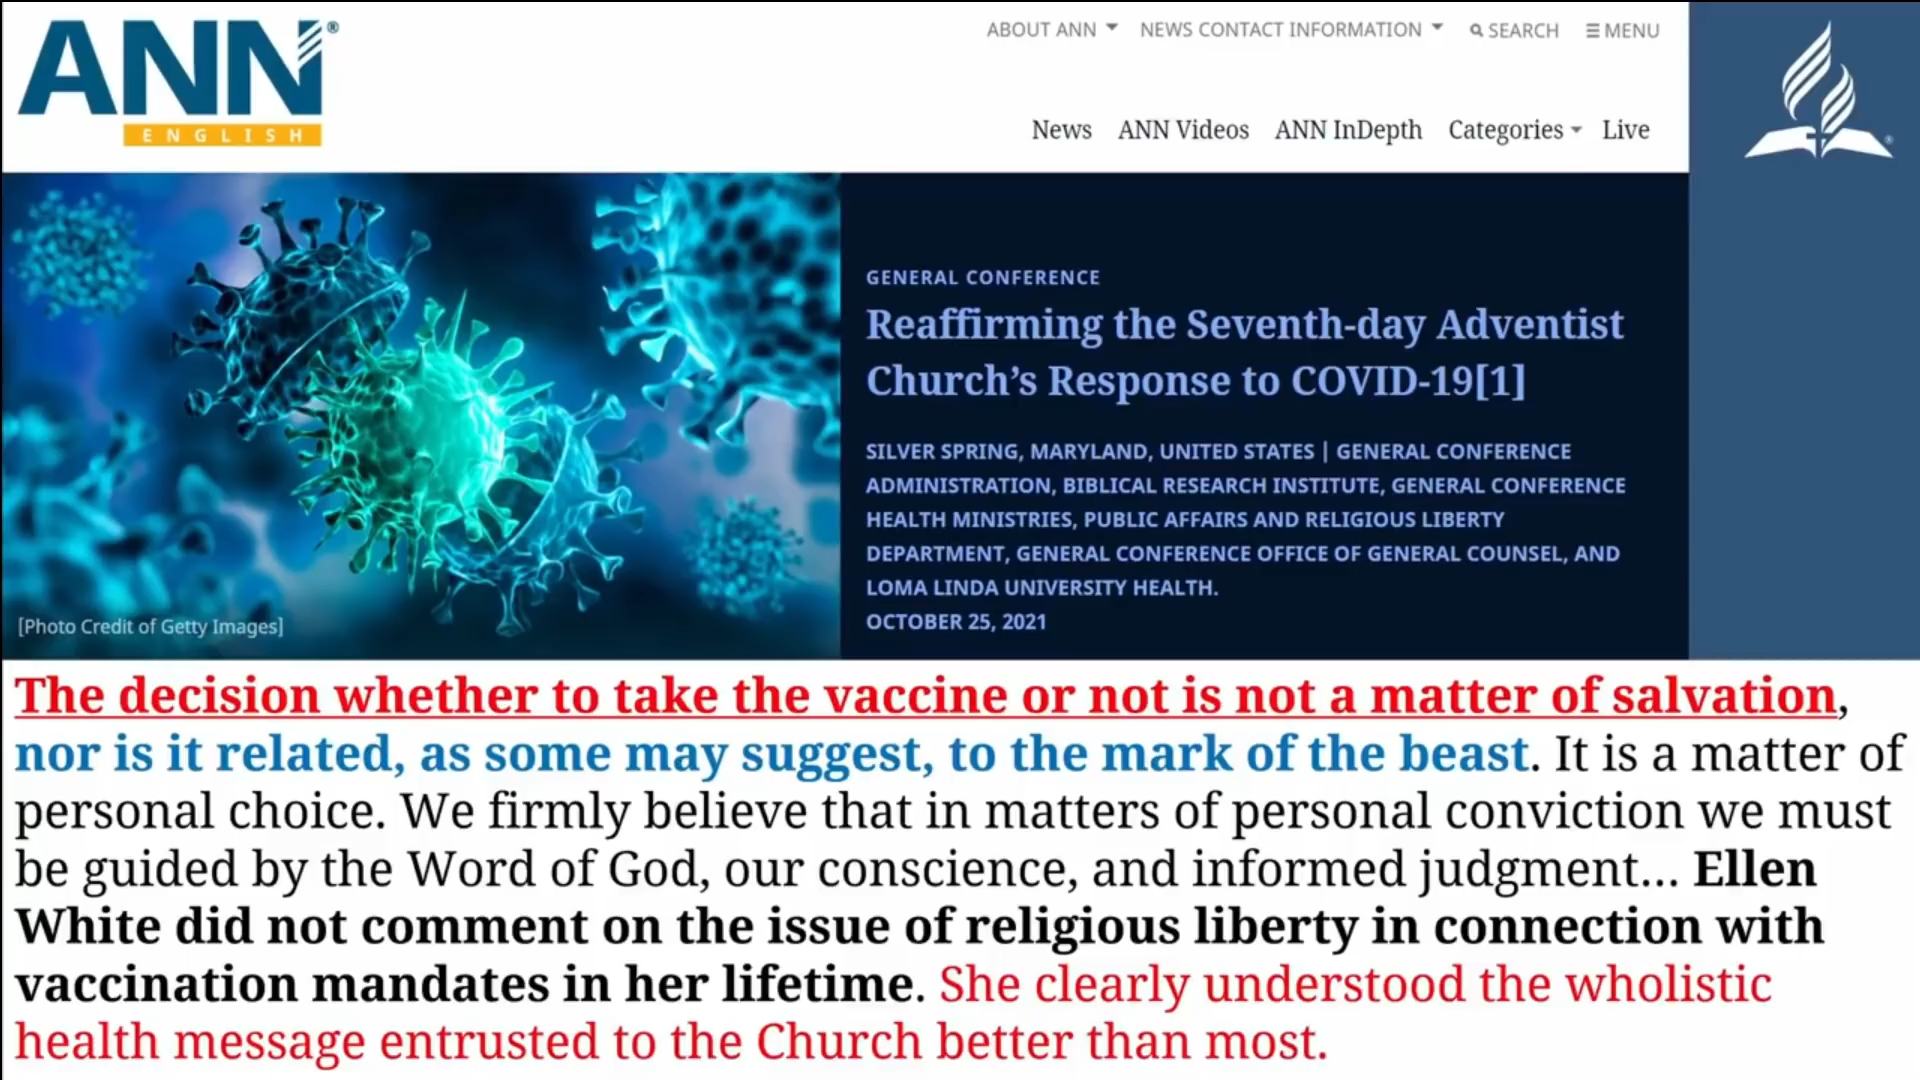 ANN®
ENGLISH
ABOUT ANN NEWS CONTACT INFORMATION SEARCH MENU
News ANN Videos ANN InDepth Categories Live
[Photo Credit of Getty Images]
GENERAL CONFERENCE
Reaffirming the Seventh-day Adventist
Church’s Response to COVID-19[1]
SILVER SPRING, MARYLAND, UNITED STATES | GENERAL CONFERENCE
ADMINISTRATION, BIBLICAL RESEARCH INSTITUTE, GENERAL CONFERENCE
HEALTH MINISTRIES, PUBLIC AFFAIRS AND RELIGIOUS LIBERTY
DEPARTMENT, GENERAL CONFERENCE OFFICE OF GENERAL COUNSEL, AND
LOMA LINDA UNIVERSITY HEALTH.
OCTOBER 25, 2021
The decision whether to take the vaccine or not is not a matter of salvation,
nor is it related, as some may suggest, to the mark of the beast. It is a matter of
personal choice. We firmly believe that in matters of personal conviction we must
be guided by the Word of God, our conscience, and informed judgment... Ellen
White did not comment on the issue of religious liberty in connection with
vaccination mandates in her lifetime. She clearly understood the wholistic
health message entrusted to the Church better than most.